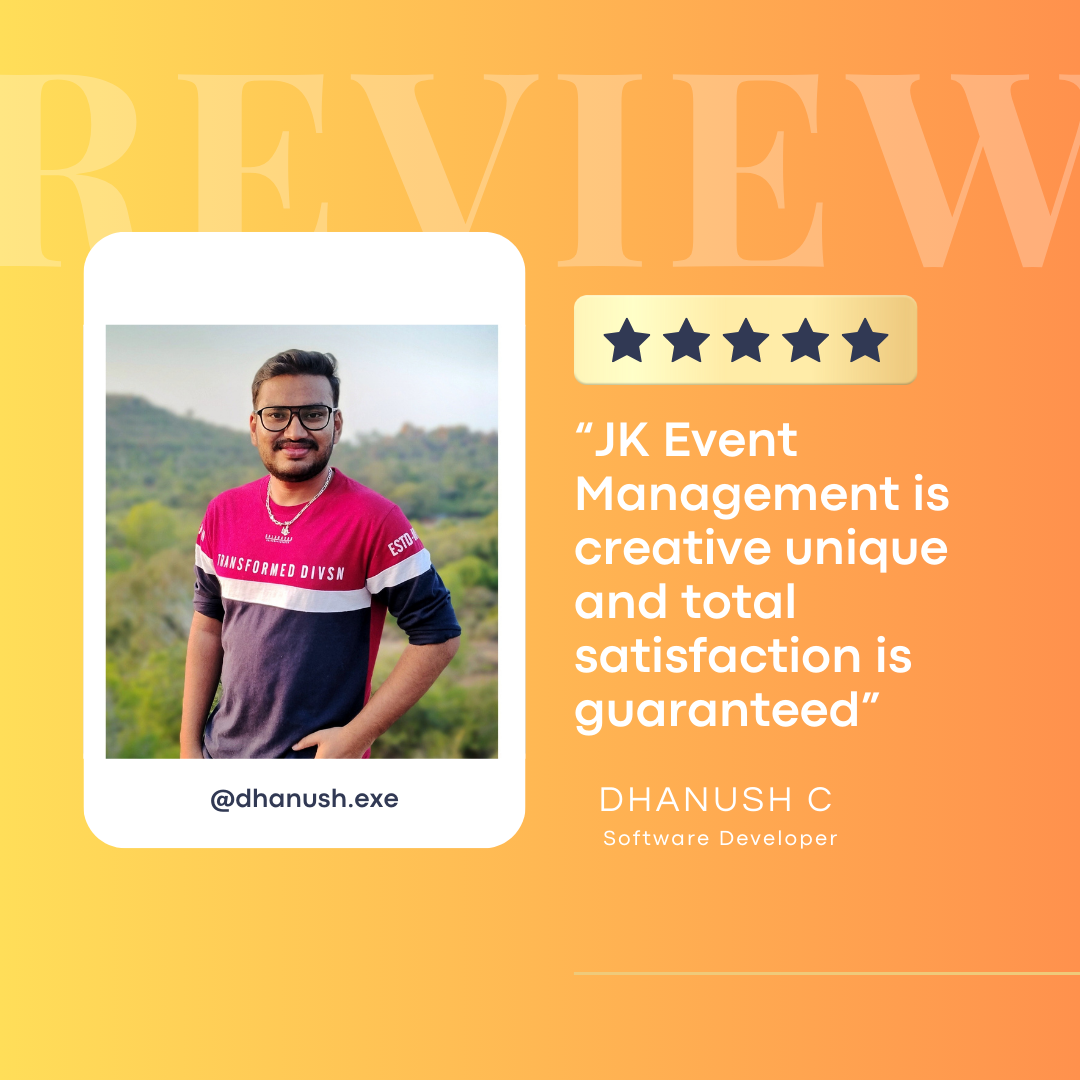 REVIEW
TRANSFORMED DIVSN
@dhanush.exe
“JK Event
Management is
creative unique
and total
satisfaction is
guaranteed”
DHANUSH C
Software Developer